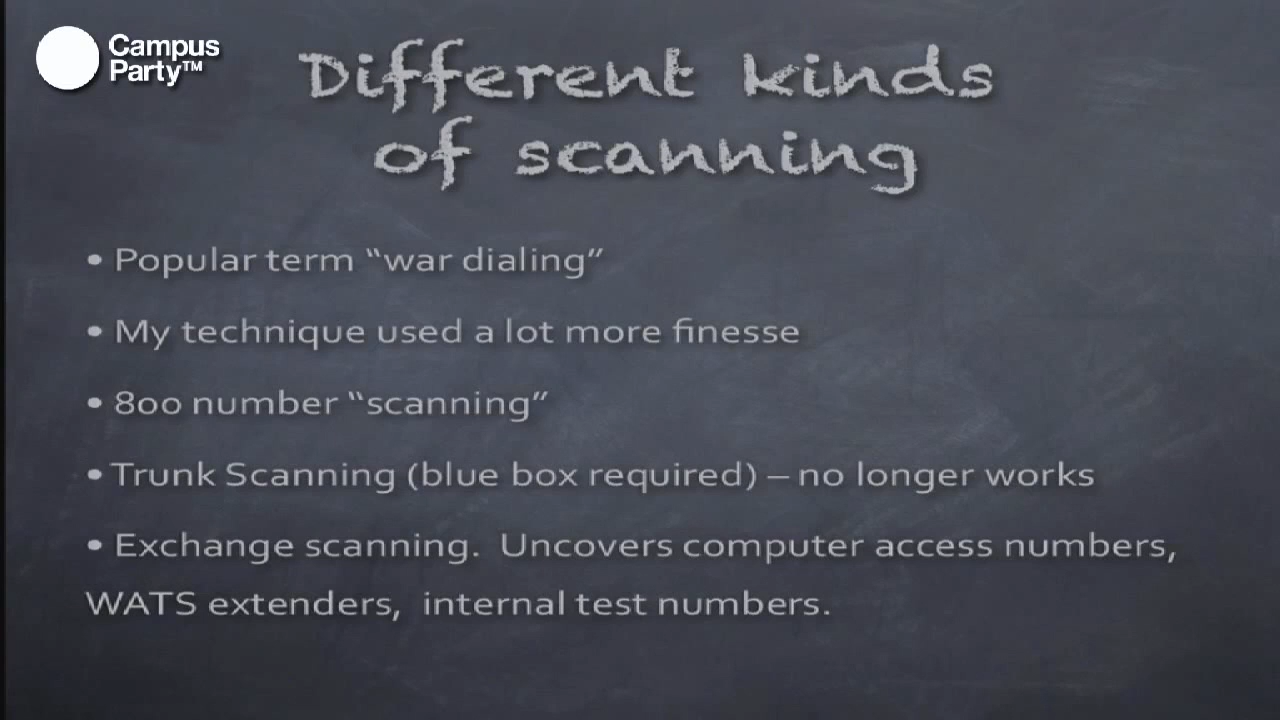 Campus
Party™
Different kinds
of scanning
• Popular term “war dialing”
• My technique used a lot more finesse
• 800 number “scanning”
• Trunk Scanning (blue box required) – no longer works
• Exchange scanning.  Uncovers computer access numbers,
WATS extenders,  internal test numbers.